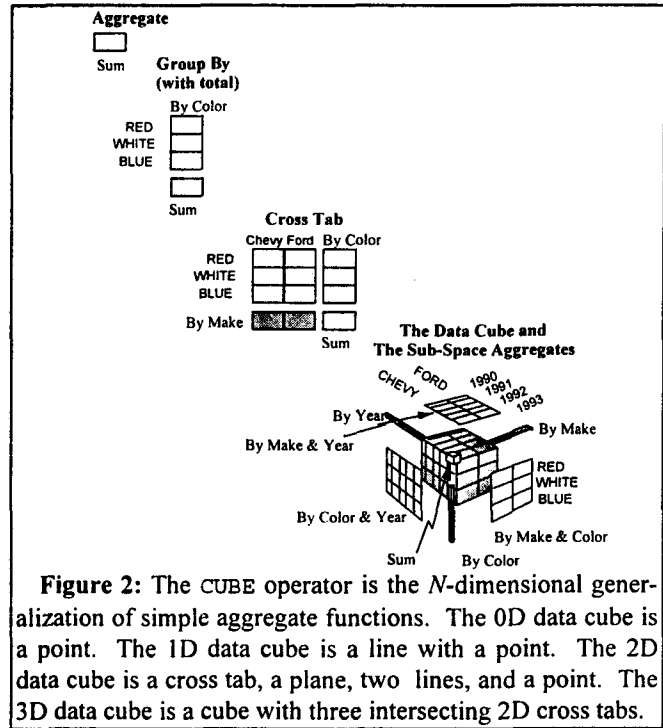 Aggregate
Sum
Group By
(with total)
By Color
RED
WHITE
BLUE
Sum
Cross Tab
Chevy Ford By Color
RED
WHITE
BLUE
By Make
Sum
The Data Cube and
The Sub-Space Aggregates
CHEVY
FORD
1990
1991
1992
1993
By Year
By Make
By Make & Year
RED
WHITE
BLUE
By Color & Year
By Make & Color
Sum
By Color
Figure 2: The CUBE operator is the N-dimensional gener-
alization of simple aggregate functions. The 0D data cube is
a point. The 1D data cube is a line with a point. The 2D
data cube is a cross tab, a plane, two lines, and a point. The
3D data cube is a cube with three intersecting 2D cross tabs.